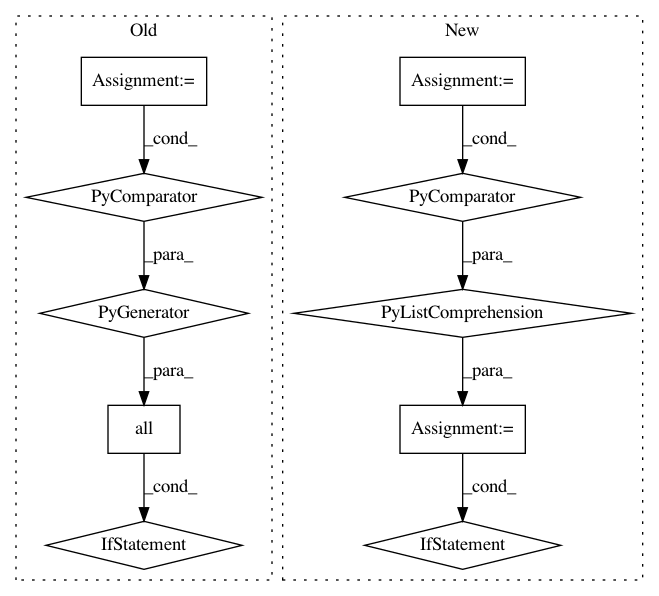 Old
New
Assignment:=
Assignment:=
_cond_
_cond_
PyComparator
PyComparator
_para_
_para_
PyGenerator
PyListComprehension
_para_
_para_
all
Assignment:=
_cond_
_cond_
IfStatement
IfStatement